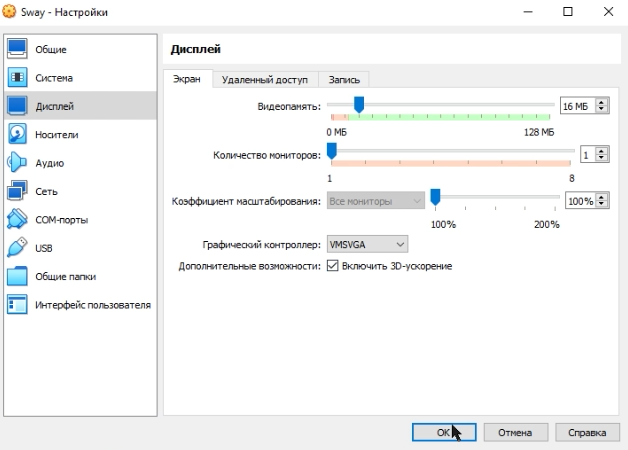 Sway - Настройки
Общие
Система
Дисплей
Носители
Аудио
Сеть
COM-порты
USB
Общие папки
Интерфейс пользователя
Дисплей
Экран Удаленный доступ Запись
Видеопамять: 16 МБ
0 МБ 128 МБ
Количество мониторов: 1
1 8
Коэффициент масштабирования: Все мониторы 100%
100% 200%
Графический контроллер: VMSVGA
Дополнительные возможности: Включить 3D-ускорение
OK Отмена Справка